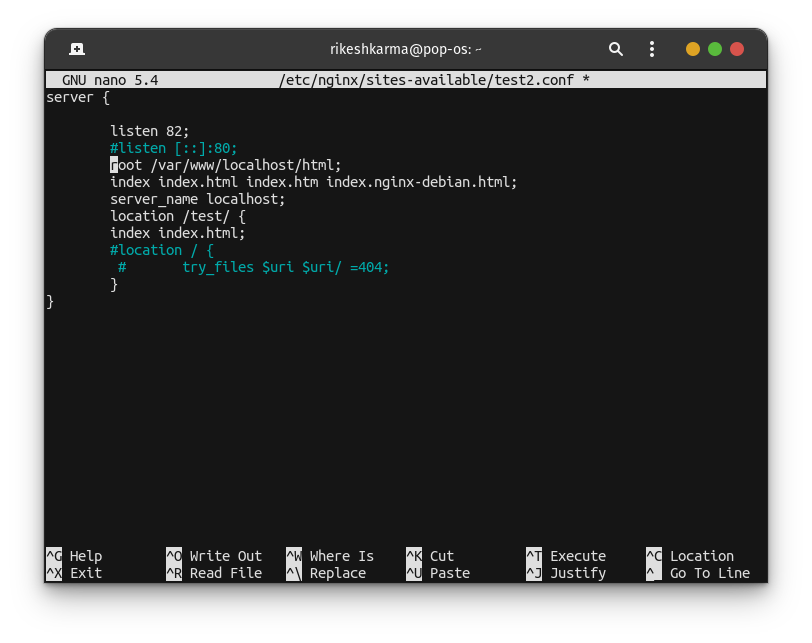 rikeshkarma@pop-os: ~
GNU nano 5.4 /etc/nginx/sites-available/test2.conf *
server {
listen 82;
#listen [::]:80;
root /var/www/localhost/html;
index index.html index.htm index.nginx-debian.html;
server_name localhost;
location /test/ {
index index.html;
#location / {
# try_files $uri $uri/ =404;
}
}
^G Help ^O Write Out ^W Where Is ^K Cut ^T Execute ^C Location
^X Exit ^R Read File ^\ Replace ^U Paste ^J Justify ^_ Go To Line